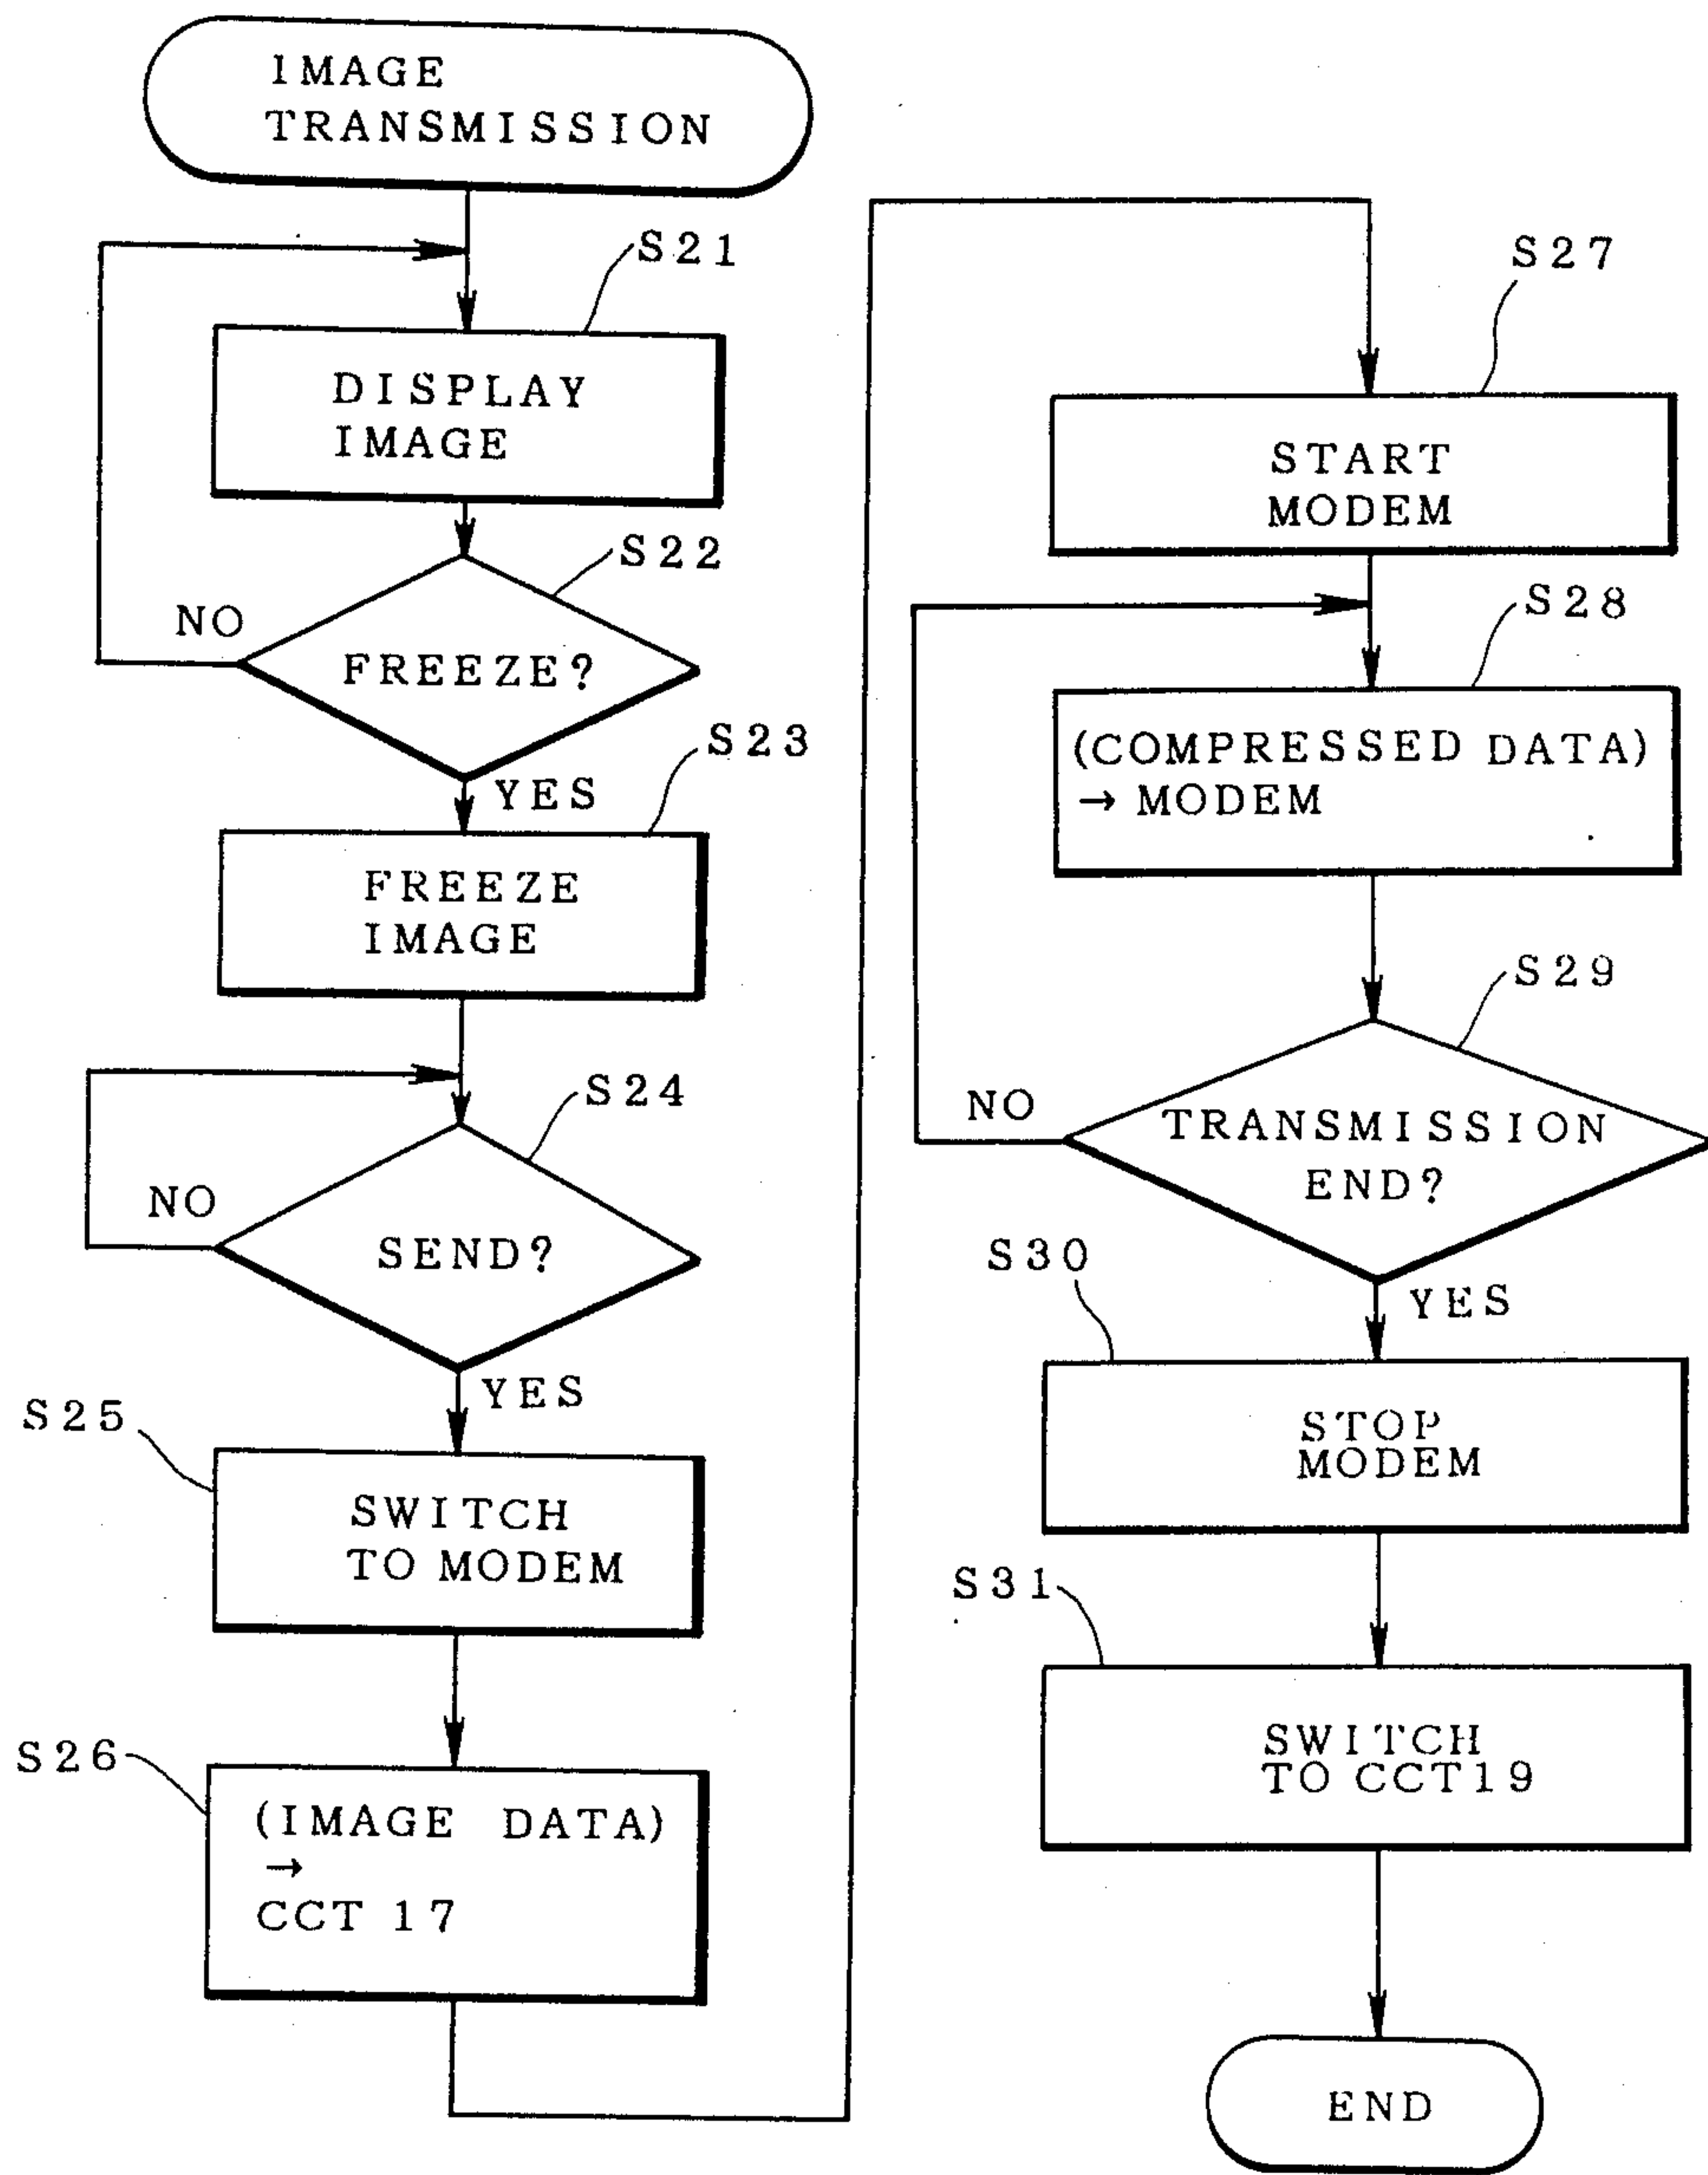 IMAGE
TRANSMISSION
S21
DISPLAY
IMAGE
S22
NO
FREEZE?
S23
YES
FREEZE
IMAGE
S24
NO
SEND?
YES
S25
SWITCH
TO MODEM
S26
(IMAGE DATA)
→
CCT 17
S27
START
MODEM
S28
(COMPRESSED DATA)
→ MODEM
S29
NO
TRANSMISSION
END?
S30
YES
STOP
MODEM
S31
SWITCH
TO CCT19
END